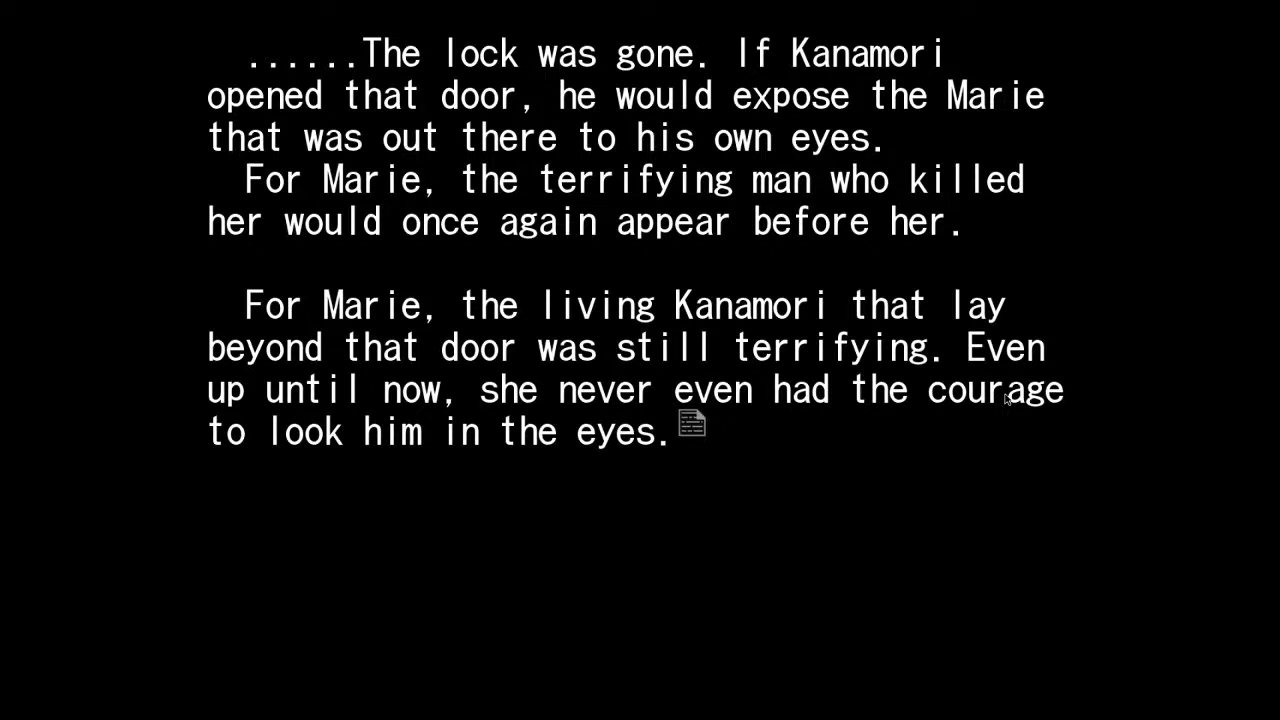 ......The lock was gone. If Kanamori
opened that door, he would expose the Marie
that was out there to his own eyes.
For Marie, the terrifying man who killed
her would once again appear before her.
For Marie, the living Kanamori that lay
beyond that door was still terrifying. Even
up until now, she never even had the courage
to look him in the eyes.